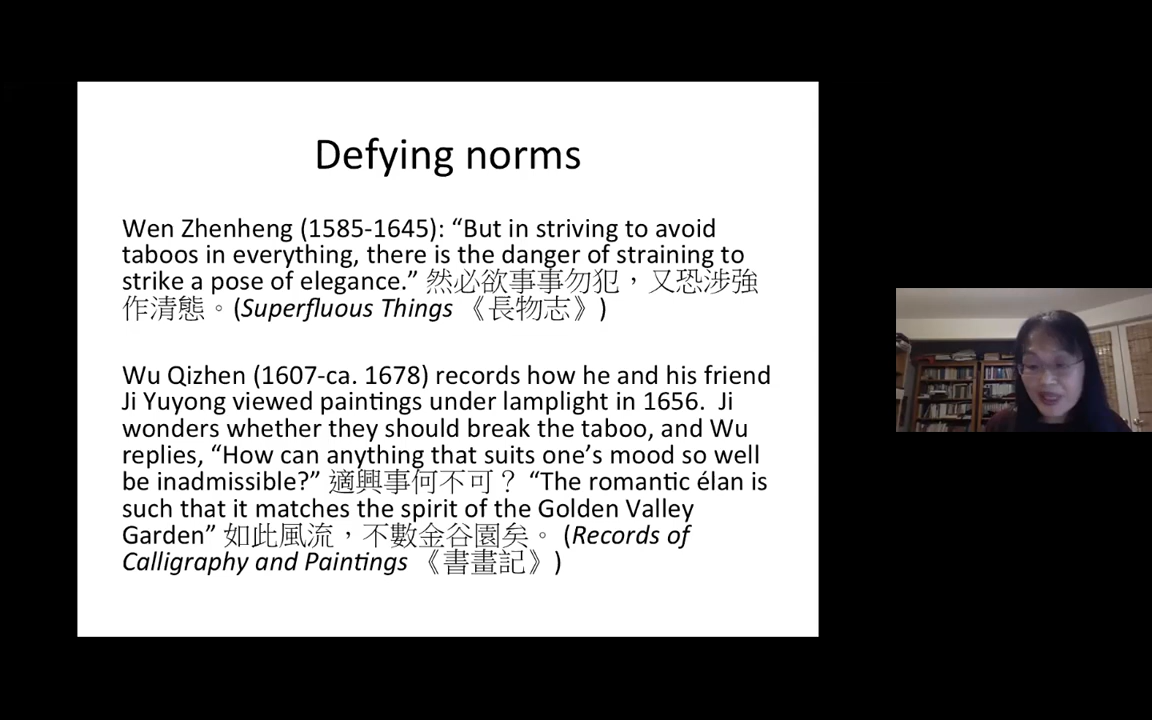 Defying norms
Wen Zhenheng (1585-1645): “But in striving to avoid
taboos in everything, there is the danger of straining to
strike a pose of elegance.” 然必欲事事勿犯，又恐涉強
作清態。(Superfluous Things 《長物志》)
Wu Qizhen (1607-ca. 1678) records how he and his friend
Ji Yuyong viewed paintings under lamplight in 1656.  Ji
wonders whether they should break the taboo, and Wu
replies, “How can anything that suits one’s mood so well
be inadmissible?” 適興事何不可？ “The romantic élan is
such that it matches the spirit of the Golden Valley
Garden” 如此風流，不數金谷園矣。 (Records of
Calligraphy and Paintings 《書畫記》)